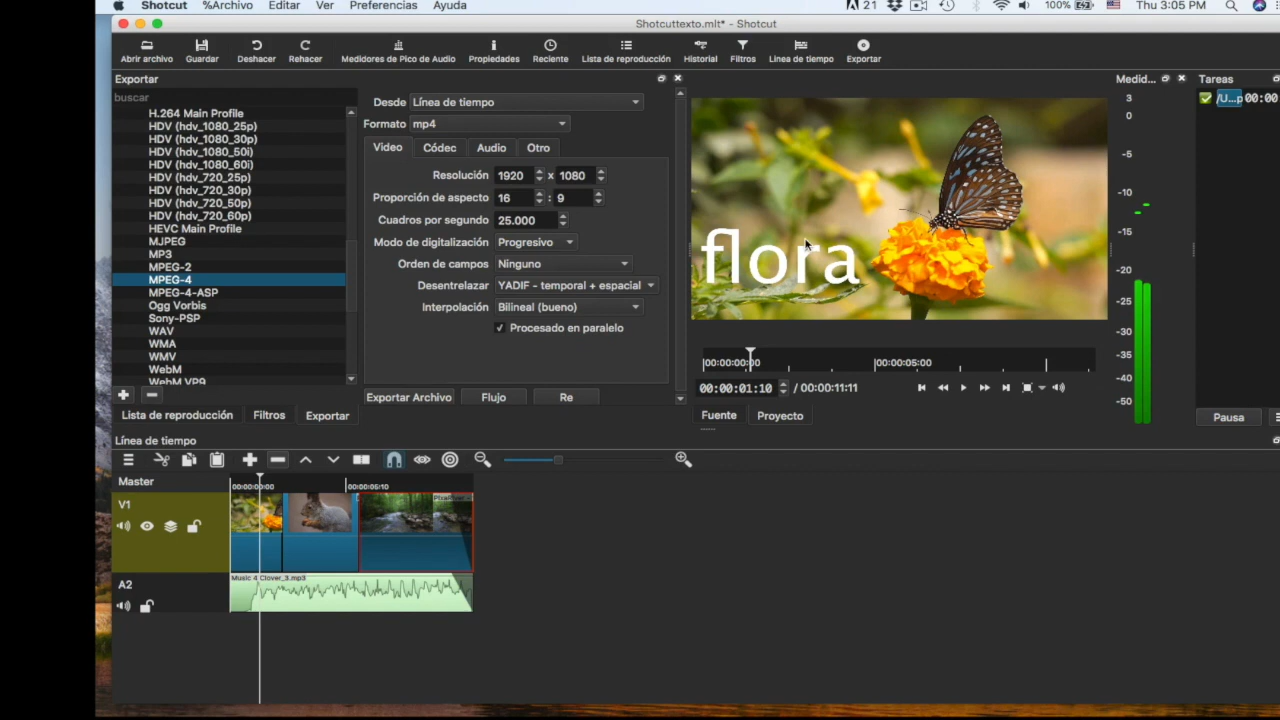 Shotcut %Archivo Editar Ver Preferencias Ayuda 21 100% Thu 3:05 PM
Shotcuttexto.mlt* - Shotcut
Abrir archivo Guardar Deshacer Rehacer Medidores de Pico de Audio Propiedades Reciente Lista de reproducción Historial Filtros Línea de tiempo Exportar
Exportar
buscar
H.264 Main Profile
HDV (hdv_1080_25p)
HDV (hdv_1080_30p)
HDV (hdv_1080_50i)
HDV (hdv_1080_60i)
HDV (hdv_720_25p)
HDV (hdv_720_30p)
HDV (hdv_720_50p)
HDV (hdv_720_60p)
HEVC Main Profile
MJPEG
MP3
MPEG-2
MPEG-4
MPEG-4-ASP
Ogg Vorbis
Sony-PSP
WAV
WMA
WMV
WebM
WebM VP9
Desde Línea de tiempo
Formato mp4
Video Códec Audio Otro
Resolución 1920 x 1080
Proporción de aspecto 16 : 9
Cuadros por segundo 25.000
Modo de digitalización Progresivo
Orden de campos Ninguno
Desentrelazar YADIF - temporal + espacial
Interpolación Bilineal (bueno)
Procesado en paralelo
Exportar Archivo Flujo Re
Lista de reproducción Filtros Exportar
flora
00:00:00:00 00:00:05:00
00:00:01:10 / 00:00:11:11
Fuente Proyecto
Medid...
3
0
-5
-10
-15
-20
-25
-30
-35
-40
-50
Tareas
/U...p 00:00
Pausa
Línea de tiempo
Master
00:00:00:00 00:00:05:10
V1
A2
Music 4 Clover_3.mp3